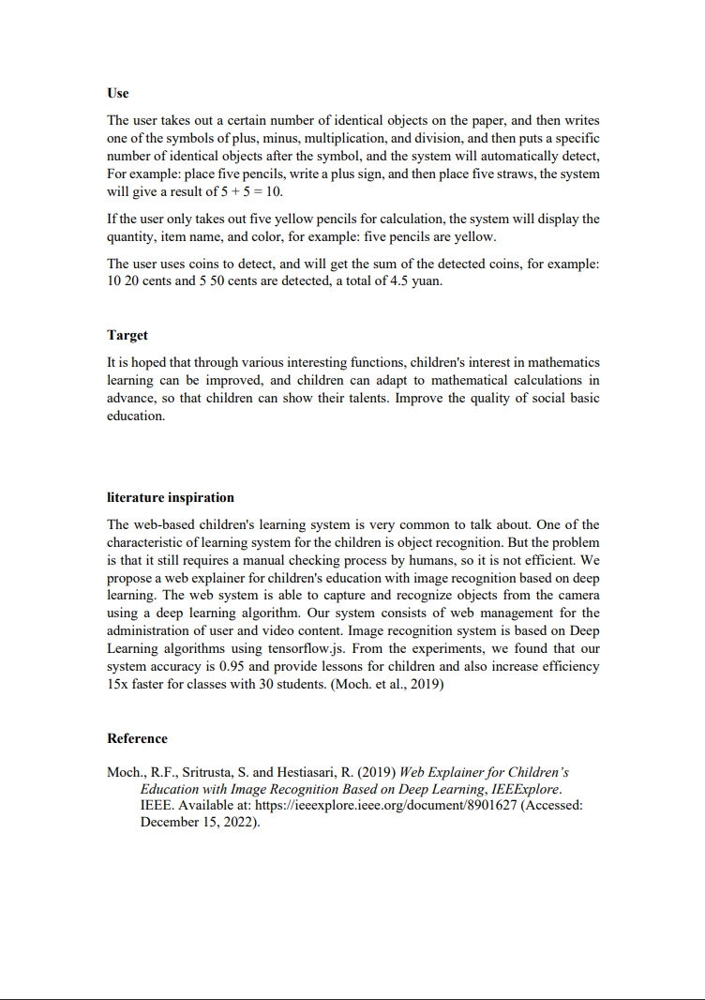 Use
The user takes out a certain number of identical objects on the paper, and then writes
one of the symbols of plus, minus, multiplication, and division, and then puts a specific
number of identical objects after the symbol, and the system will automatically detect,
For example: place five pencils, write a plus sign, and then place five straws, the system
will give a result of 5 + 5 = 10.
If the user only takes out five yellow pencils for calculation, the system will display the
quantity, item name, and color, for example: five pencils are yellow.
The user uses coins to detect, and will get the sum of the detected coins, for example:
10 20 cents and 5 50 cents are detected, a total of 4.5 yuan.
Target
It is hoped that through various interesting functions, children's interest in mathematics
learning can be improved, and children can adapt to mathematical calculations in
advance, so that children can show their talents. Improve the quality of social basic
education.
literature inspiration
The web-based children's learning system is very common to talk about. One of the
characteristic of learning system for the children is object recognition. But the problem
is that it still requires a manual checking process by humans, so it is not efficient. We
propose a web explainer for children's education with image recognition based on deep
learning. The web system is able to capture and recognize objects from the camera
using a deep learning algorithm. Our system consists of web management for the
administration of user and video content. Image recognition system is based on Deep
Learning algorithms using tensorflow.js. From the experiments, we found that our
system accuracy is 0.95 and provide lessons for children and also increase efficiency
15x faster for classes with 30 students. (Moch. et al., 2019)
Reference
Moch., R.F., Sritrusta, S. and Hestiasari, R. (2019) Web Explainer for Children’s
Education with Image Recognition Based on Deep Learning, IEEExplore.
IEEE. Available at: https://ieeexplore.ieee.org/document/8901627 (Accessed:
December 15, 2022).